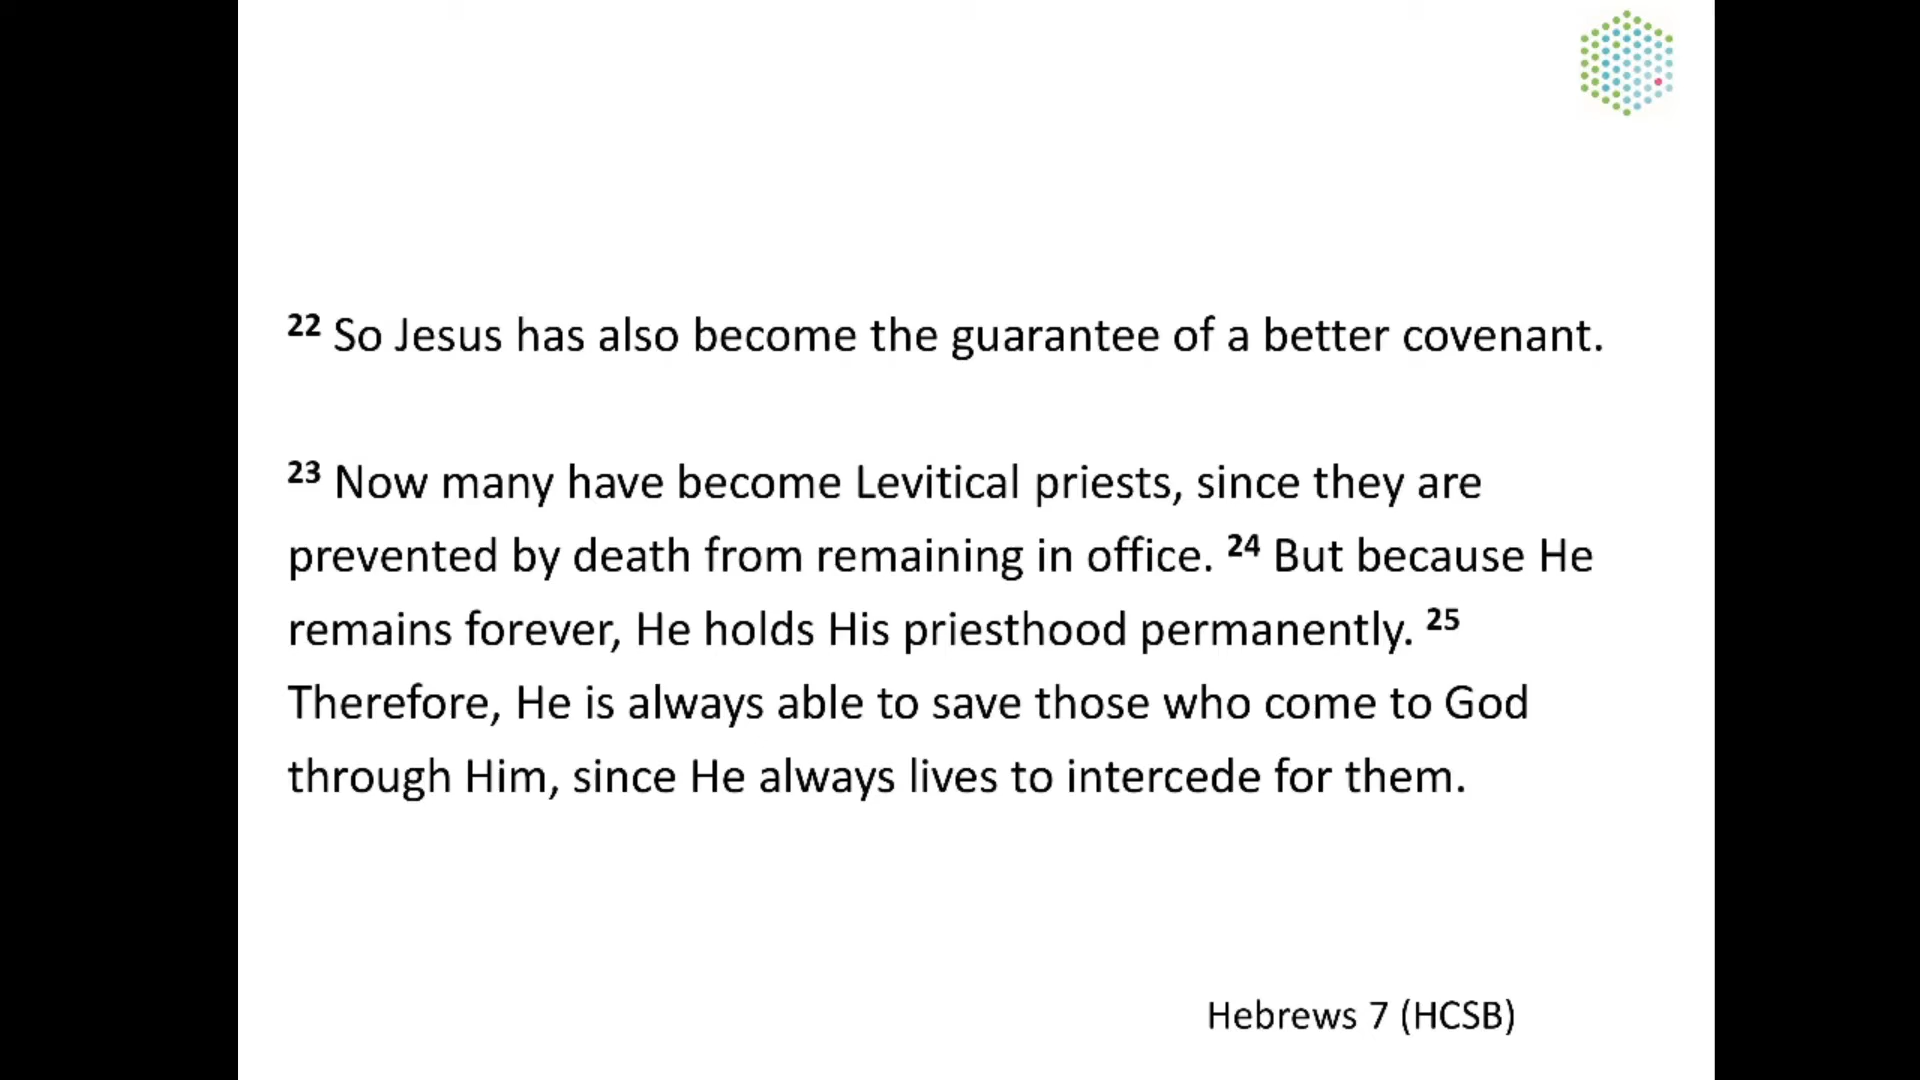 22 So Jesus has also become the guarantee of a better covenant.
23 Now many have become Levitical priests, since they are
prevented by death from remaining in office. 24 But because He
remains forever, He holds His priesthood permanently. 25
Therefore, He is always able to save those who come to God
through Him, since He always lives to intercede for them.
Hebrews 7 (HCSB)